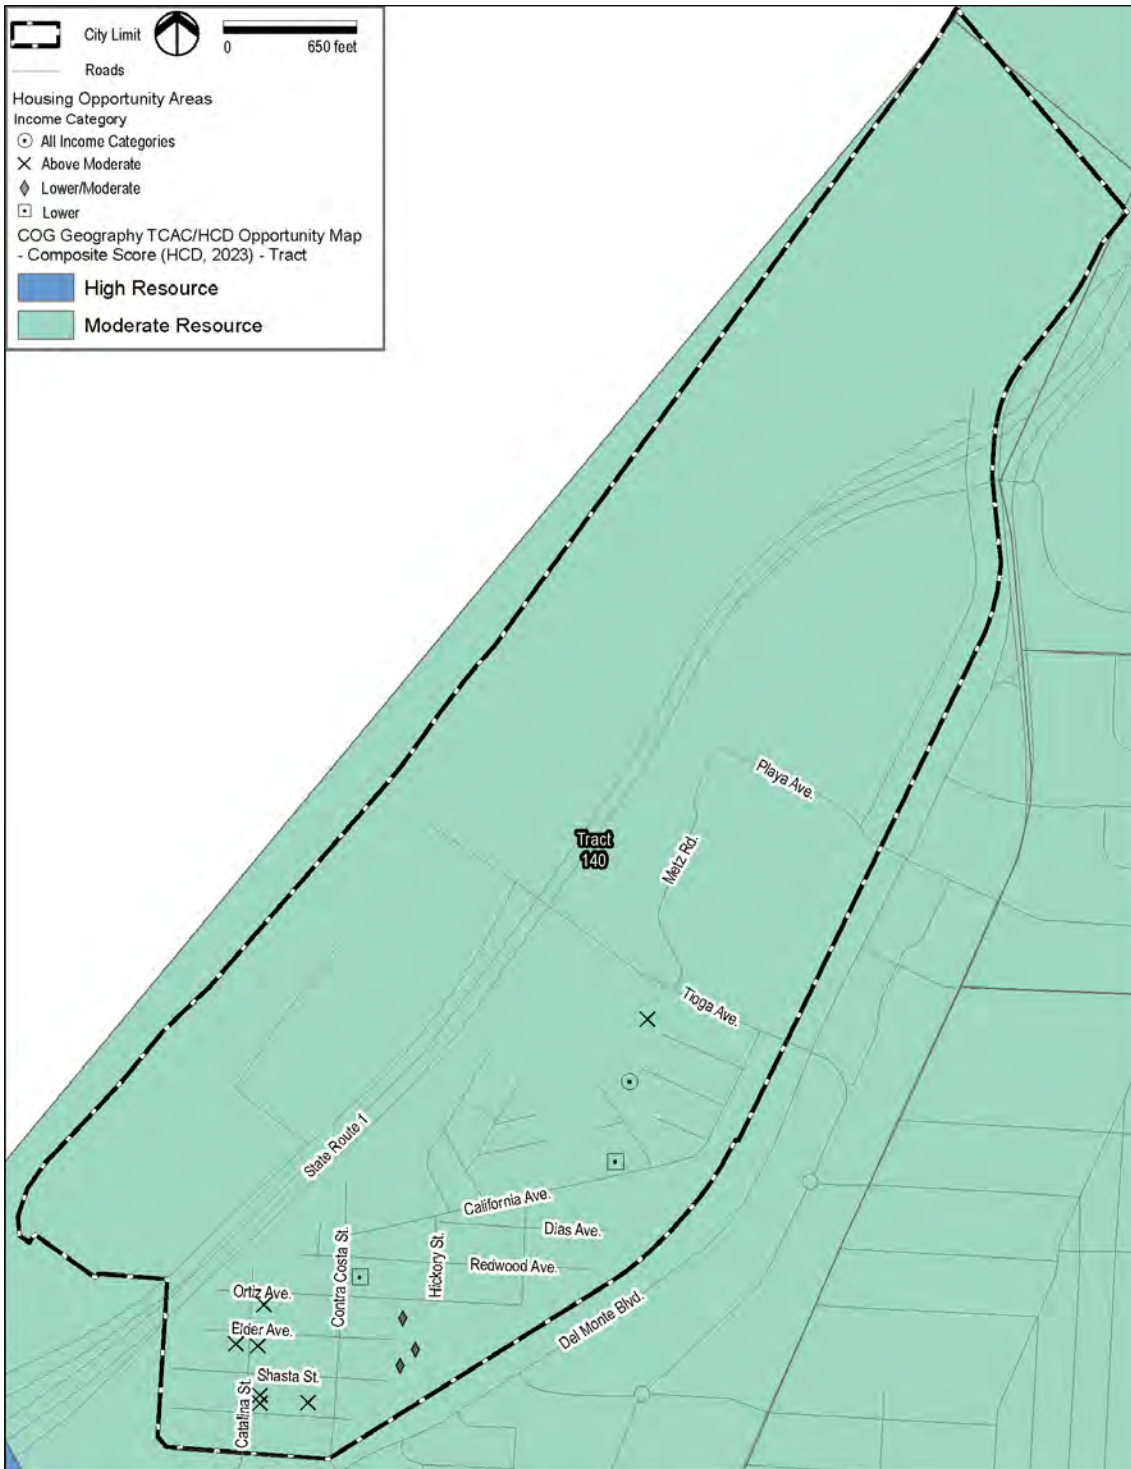 City Limit
0
650 feet
Roads
Housing Opportunity Areas
Income Category
All Income Categories
Above Moderate
Lower/Moderate
Lower
COG Geography TCAC/HCD Opportunity Map
- Composite Score (HCD, 2023) - Tract
High Resource
Moderate Resource
Playa Ave.
Tract
140
Metz Rd.
Tioga Ave.
State Route 1
California Ave.
Dias Ave.
Contra Costa St.
Hickory St.
Redwood Ave.
Ortiz Ave.
Elder Ave.
Del Monte Blvd.
Shasta St.
Catalina St.